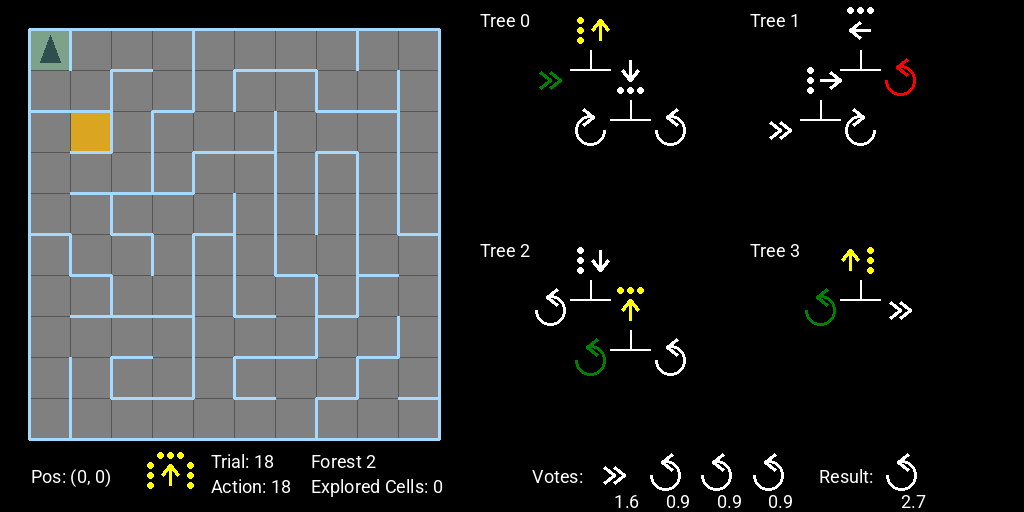 Tree 0
Tree 1
Tree 2
Tree 3
Pos: (0, 0)
Trial: 18
Forest 2
Action: 18
Explored Cells: 0
Votes:
1.6
0.9
0.9
0.9
Result:
2.7